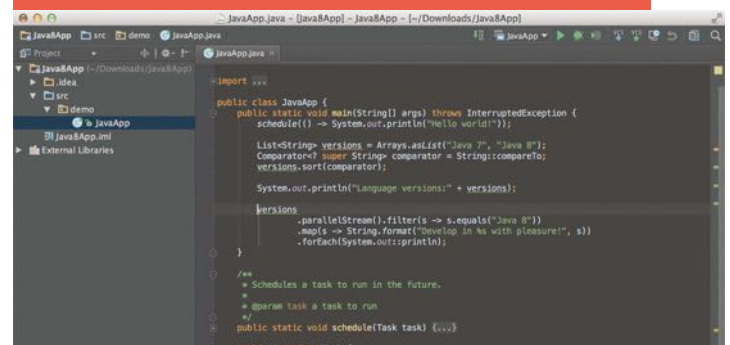 JavaApp.java - [Java8App] - Java8App - [~/Downloads/Java8App]
Java8App src demo JavaApp.java
JavaApp
Project
JavaApp.java
Java8App (~/Downloads/Java8App)
.idea
src
demo
JavaApp
Java8App.iml
External Libraries
import ...
public class JavaApp {
public static void main(String[] args) throws InterruptedException {
schedule(() -> System.out.println("Hello world!"));
List<String> versions = Arrays.asList("Java 7", "Java 8");
Comparator<? super String> comparator = String::compareTo;
versions.sort(comparator);
System.out.println("Language versions:" + versions);
versions
.parallelStream().filter(s -> s.equals("Java 8"))
.map(s -> String.format("Develop in %s with pleasure!", s))
.forEach(System.out::println);
}
/**
* Schedules a task to run in the future.
*
* @param task a task to run
*/
public static void schedule(Task task) {...}